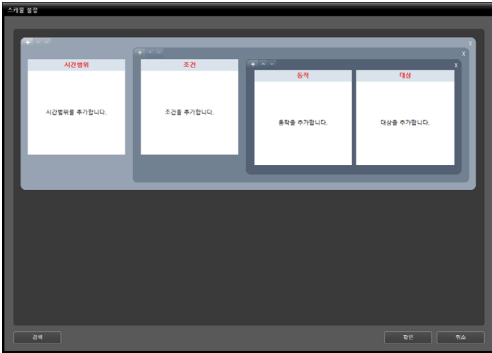 스케줄 설정
x
x
x
시간범위
조건
동작
대상
시간범위를 추가합니다.
조건을 추가합니다.
동작을 추가합니다.
대상을 추가합니다.
검색
확인
취소